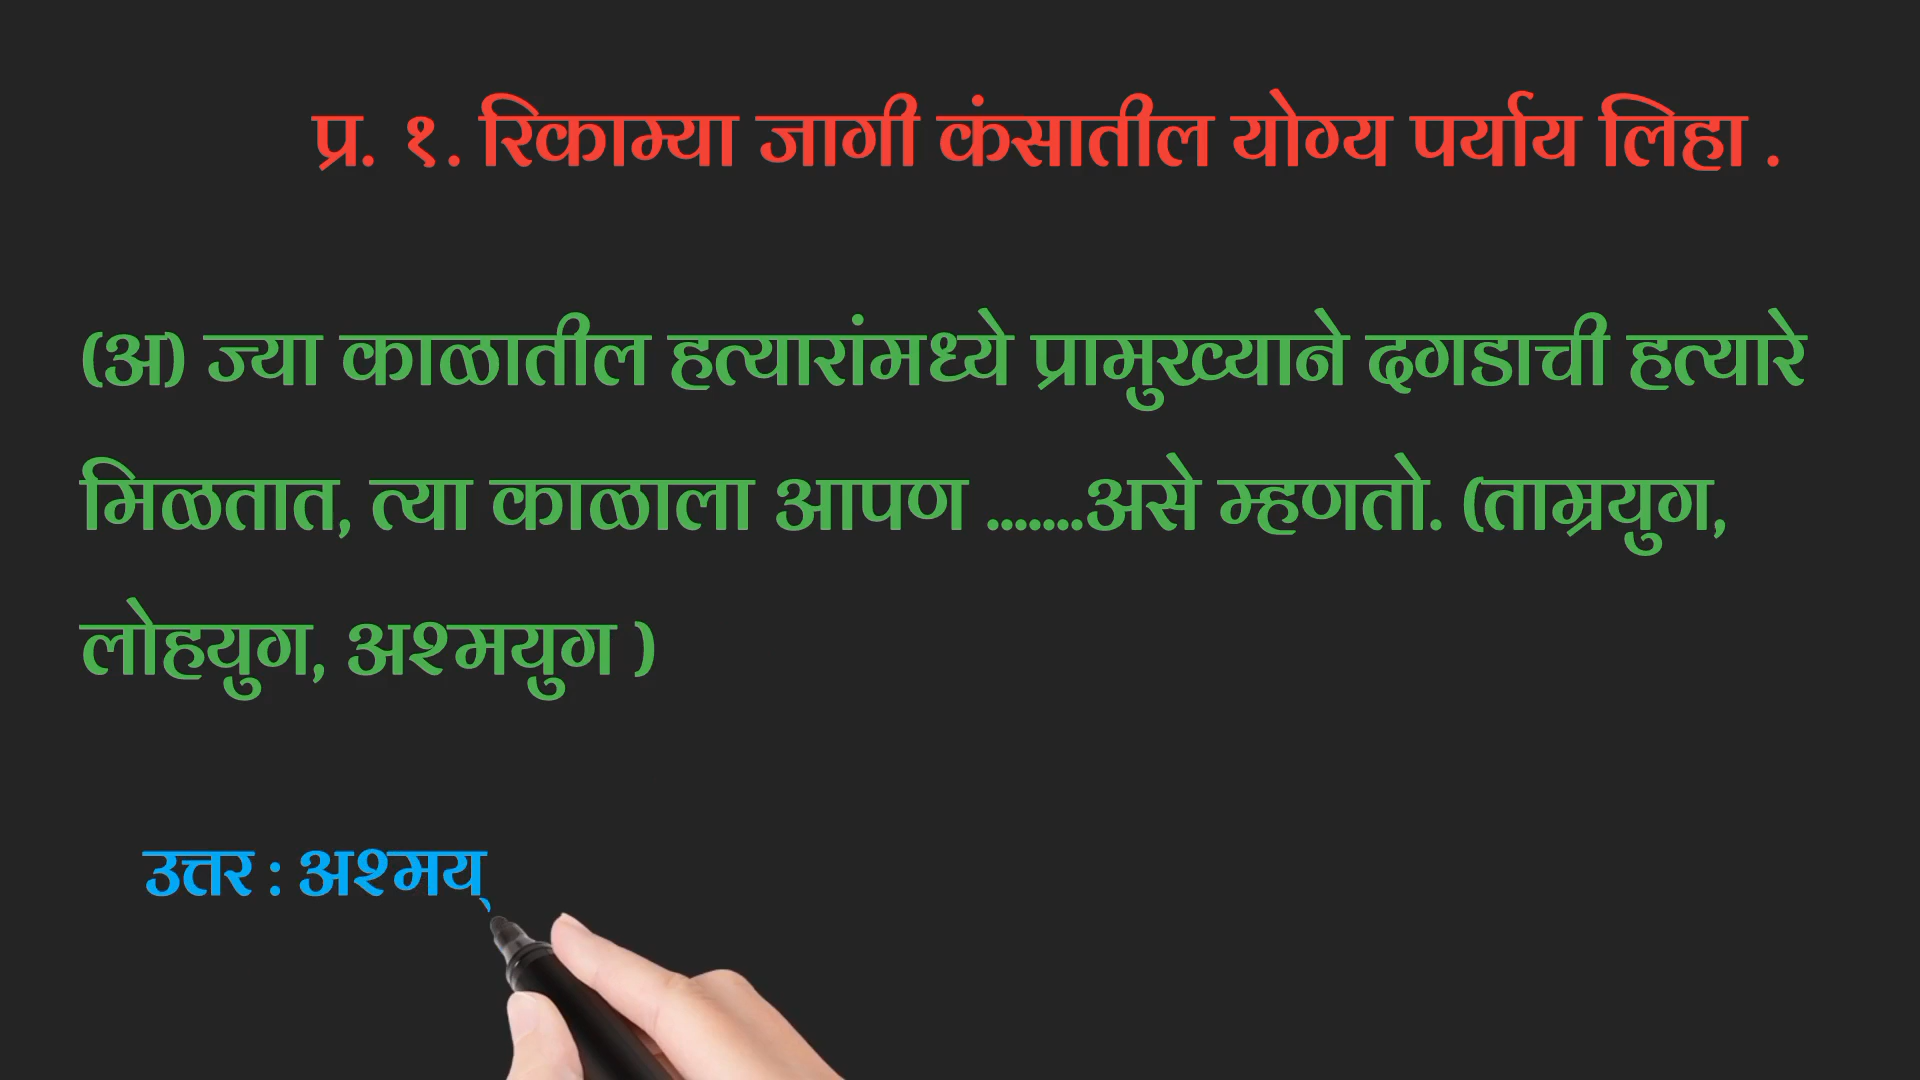 प्र. १. रिकाम्या जागी कंसातील योग्य पर्याय लिहा .
(अ) ज्या काळातील हत्यारांमध्ये प्रामुख्याने दगडाची हत्यारे
मिळतात, त्या काळाला आपण .......असे म्हणतो. (ताम्रयुग,
लोहयुग, अश्मयुग )
उत्तर : अश्मय्